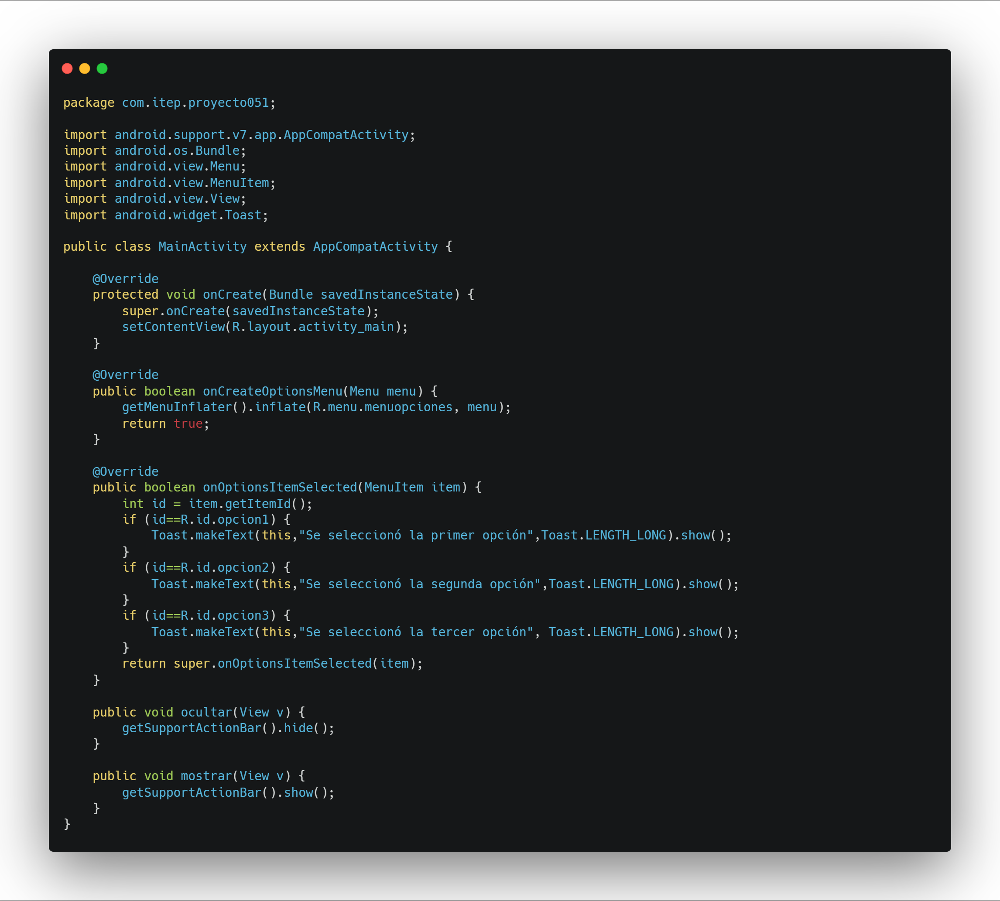 package com.itep.proyecto051;

import android.support.v7.app.AppCompatActivity;
import android.os.Bundle;
import android.view.Menu;
import android.view.MenuItem;
import android.view.View;
import android.widget.Toast;

public class MainActivity extends AppCompatActivity {

    @Override
    protected void onCreate(Bundle savedInstanceState) {
        super.onCreate(savedInstanceState);
        setContentView(R.layout.activity_main);
    }

    @Override
    public boolean onCreateOptionsMenu(Menu menu) {
        getMenuInflater().inflate(R.menu.menuopciones, menu);
        return true;
    }

    @Override
    public boolean onOptionsItemSelected(MenuItem item) {
        int id = item.getItemId();
        if (id==R.id.opcion1) {
            Toast.makeText(this,"Se seleccionó la primer opción",Toast.LENGTH_LONG).show();
        }
        if (id==R.id.opcion2) {
            Toast.makeText(this,"Se seleccionó la segunda opción",Toast.LENGTH_LONG).show();
        }
        if (id==R.id.opcion3) {
            Toast.makeText(this,"Se seleccionó la tercer opción", Toast.LENGTH_LONG).show();
        }
        return super.onOptionsItemSelected(item);
    }

    public void ocultar(View v) {
        getSupportActionBar().hide();
    }

    public void mostrar(View v) {
        getSupportActionBar().show();
    }
}